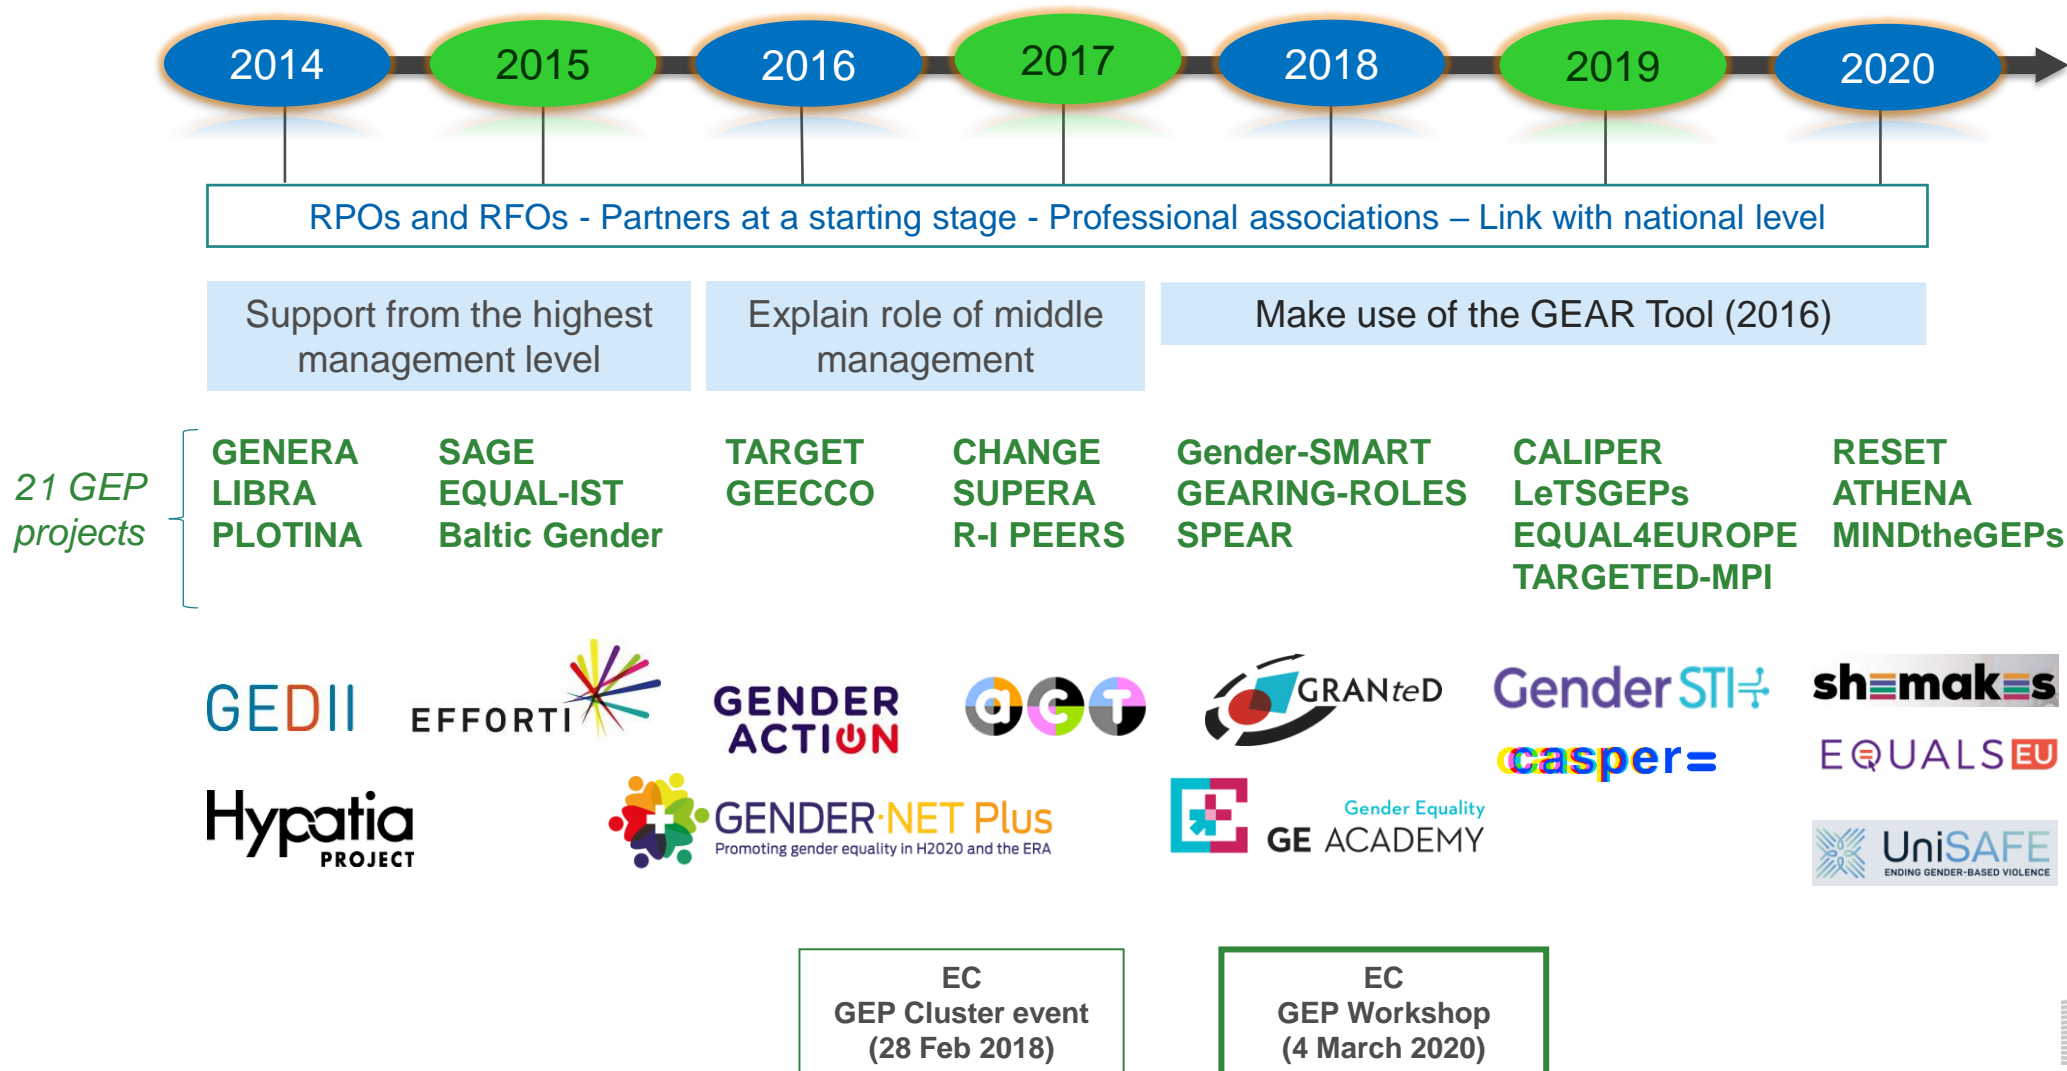 2014
2015
2016
2017
2018
2019
2020
RPOs and RFOs - Partners at a starting stage - Professional associations – Link with national level
Support from the highest
management level
Explain role of middle
management
Make use of the GEAR Tool (2016)
21 GEP
projects
GENERA
LIBRA
PLOTINA
SAGE
EQUAL-IST
Baltic Gender
TARGET
GEECCO
CHANGE
SUPERA
R-I PEERS
Gender-SMART
GEARING-ROLES
SPEAR
CALIPER
LeTSGEPs
EQUAL4EUROPE
TARGETED-MPI
RESET
ATHENA
MINDtheGEPs
GEDII
EFFORTI
GENDER
ACTION
act
GRANteD
Gender STI
shemakes
casper=
EQUALS EU
Hypatia
PROJECT
GENDER·NET Plus
Promoting gender equality in H2020 and the ERA
Gender Equality
GE ACADEMY
UniSAFE
ENDING GENDER-BASED VIOLENCE
EC
GEP Cluster event
(28 Feb 2018)
EC
GEP Workshop
(4 March 2020)